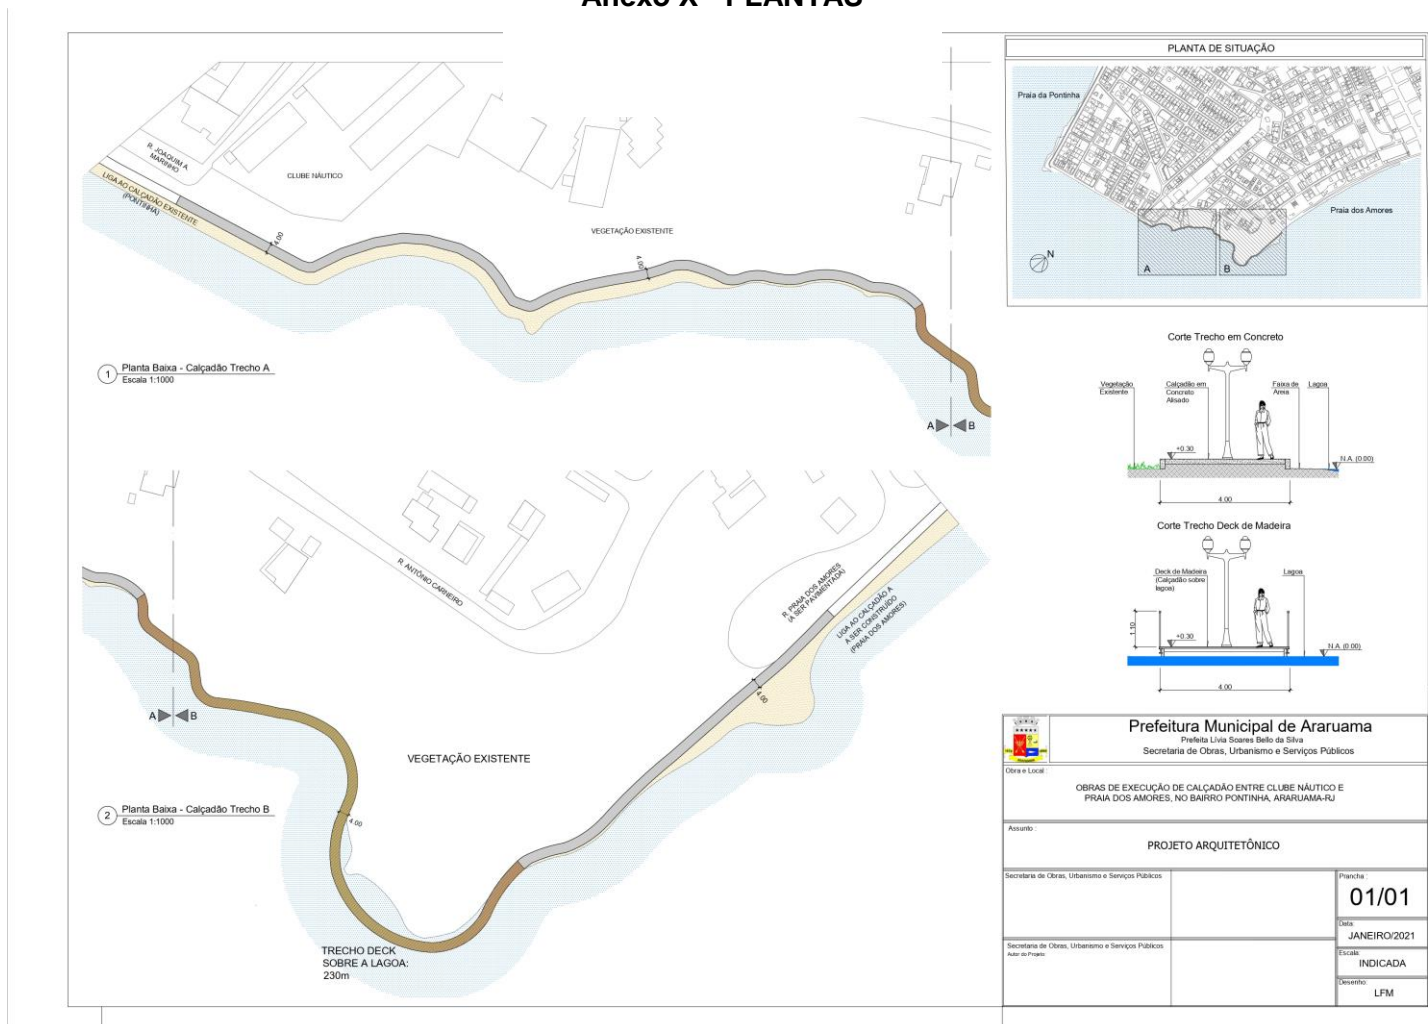 Anexo X - PLANTAS
R. JOAQUIM A
MARINHO
LIGA AO CALÇADÃO EXISTENTE
(PONTINHA)
CLUBE NÁUTICO
4.00
VEGETAÇÃO EXISTENTE
4.00
1
Planta Baixa - Calçadão Trecho A
Escala 1:1000
A
B
R. ANTÔNIO CARNEIRO
R. PRAIA DOS AMORES
(A SER PAVIMENTADA)
LIGA AO CALÇADÃO A
A SER CONSTRUÍDO
(PRAIA DOS AMORES)
4.00
A
B
VEGETAÇÃO EXISTENTE
4.00
2
Planta Baixa - Calçadão Trecho B
Escala 1:1000
TRECHO DECK
SOBRE A LAGOA:
230m
PLANTA DE SITUAÇÃO
Praia da Pontinha
Praia dos Amores
N
A
B
Corte Trecho em Concreto
Vegetação
Existente
Calçadão em
Concreto
Alisado
Faixa de
Areia
Lagoa
+0.30
N.A. (0.00)
4.00
Corte Trecho Deck de Madeira
Deck de Madeira
(Calçadão sobre
lagoa)
Lagoa
1.10
+0.30
N.A. (0.00)
4.00
Prefeitura Municipal de Araruama
Prefeita Lívia Soares Bello da Silva
Secretaria de Obras, Urbanismo e Serviços Públicos
Obra e Local :
OBRAS DE EXECUÇÃO DE CALÇADÃO ENTRE CLUBE NÁUTICO E
PRAIA DOS AMORES, NO BAIRRO PONTINHA, ARARUAMA-RJ
Assunto :
PROJETO ARQUITETÔNICO
Secretaria de Obras, Urbanismo e Serviços Públicos
Prancha :
01/01
Data:
JANEIRO/2021
Secretaria de Obras, Urbanismo e Serviços Públicos
Autor do Projeto
Escala:
INDICADA
Desenho:
LFM